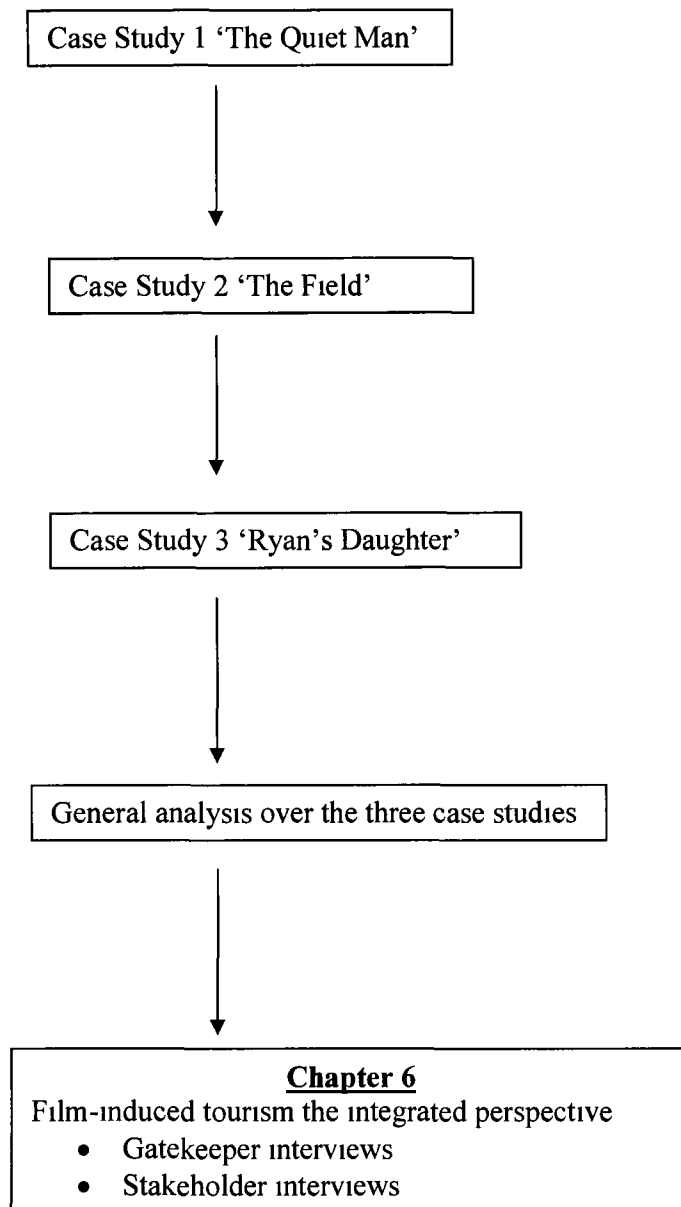 Case Study 1 ‘The Quiet Man’
Case Study 2 ‘The Field’
Case Study 3 ‘Ryan’s Daughter’
General analysis over the three case studies
Chapter 6
Film-induced tourism the integrated perspective
• Gatekeeper interviews
• Stakeholder interviews